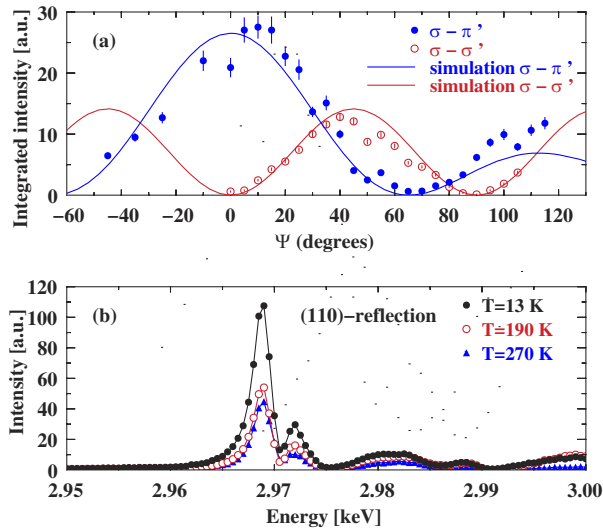 30
20
10
0
Integrated intensity [a.u.]
(a)
σ – π '
σ – σ '
simulation σ – π '
simulation σ – σ '
−60 −40 −20 0 20 40 60 80 100 120
Ψ (degrees)
120
100
80
60
40
20
0
Intensity [a.u.]
(b)
(110)−reflection
T=13 K
T=190 K
T=270 K
2.95 2.96 2.97 2.98 2.99 3.00
Energy [keV]